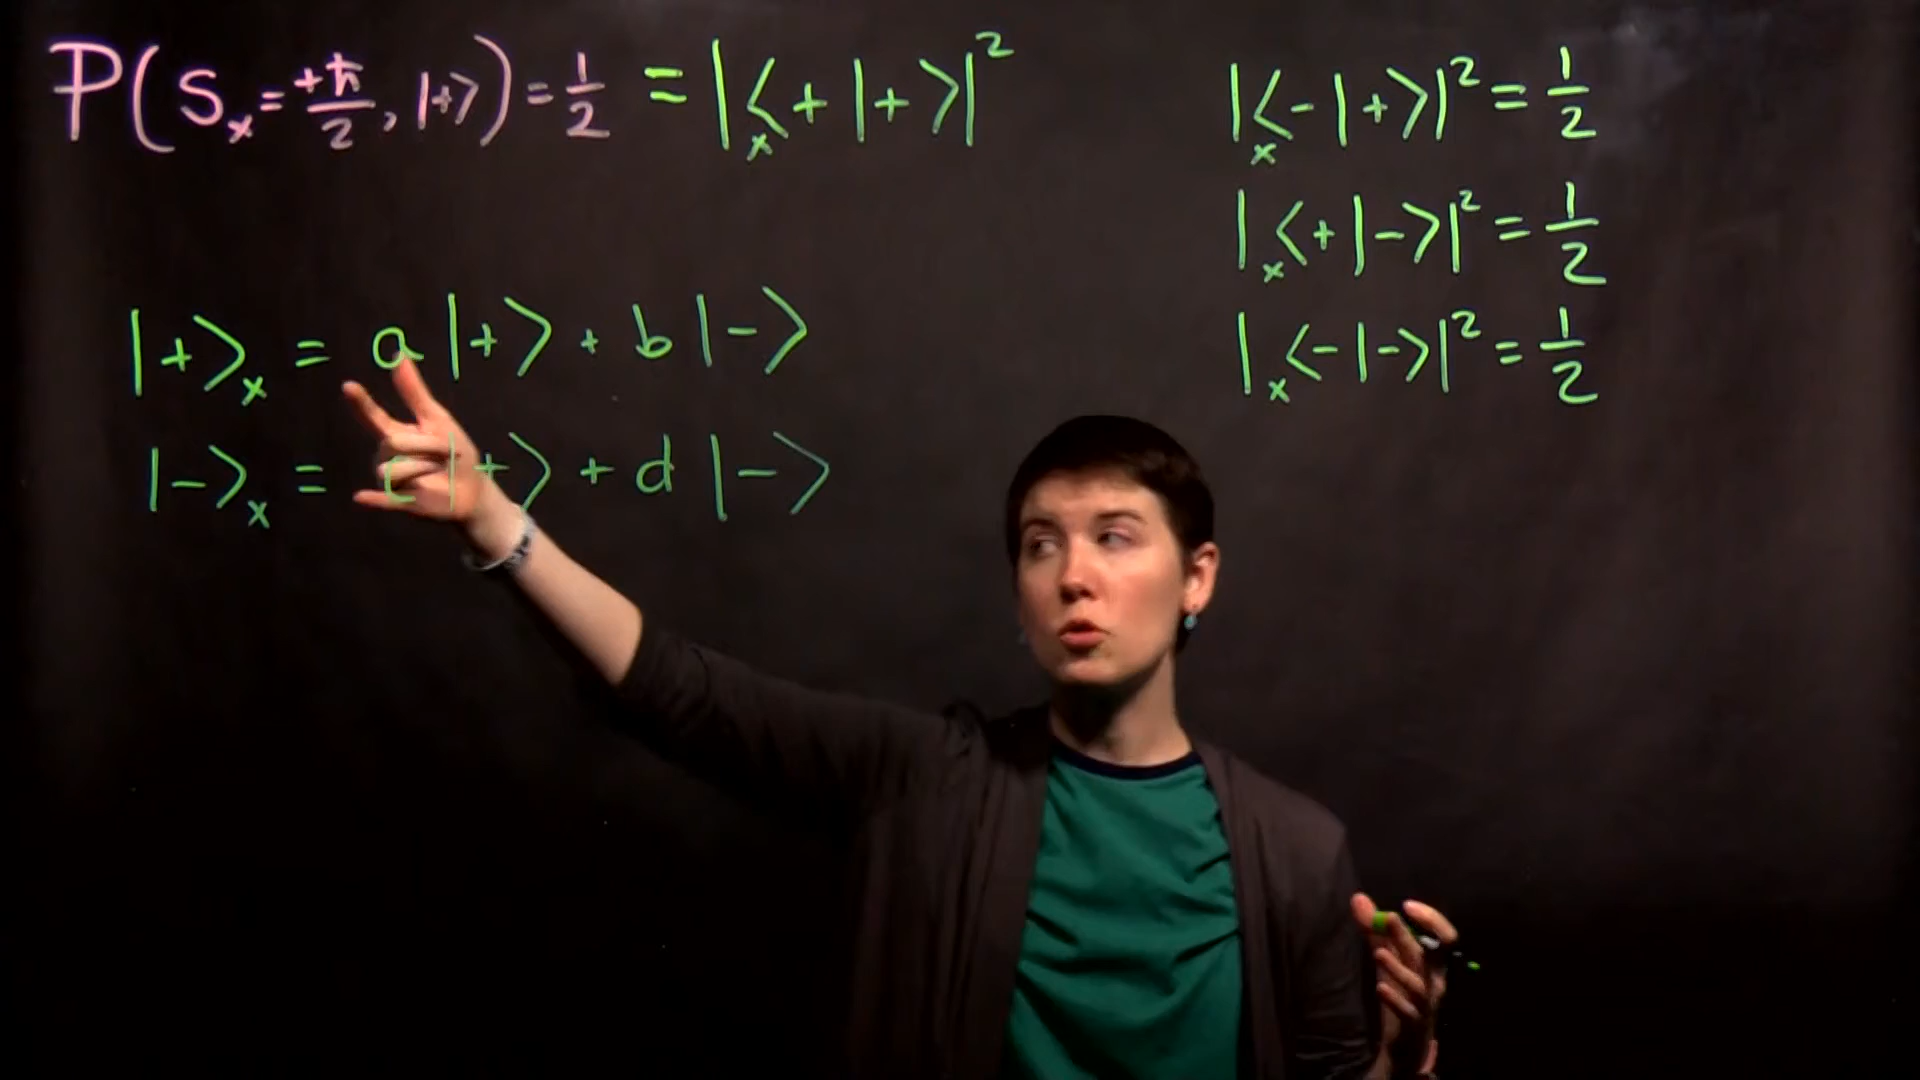 P(Sₓ = +ħ/2, |+⟩) = 1/2 = |ₓ⟨+|+⟩|²
|ₓ⟨-|+⟩|² = 1/2
|ₓ⟨+|-⟩|² = 1/2
|ₓ⟨-|-⟩|² = 1/2
|+⟩ₓ = a|+⟩ + b|-⟩
|-⟩ₓ = c|+⟩ + d|-⟩